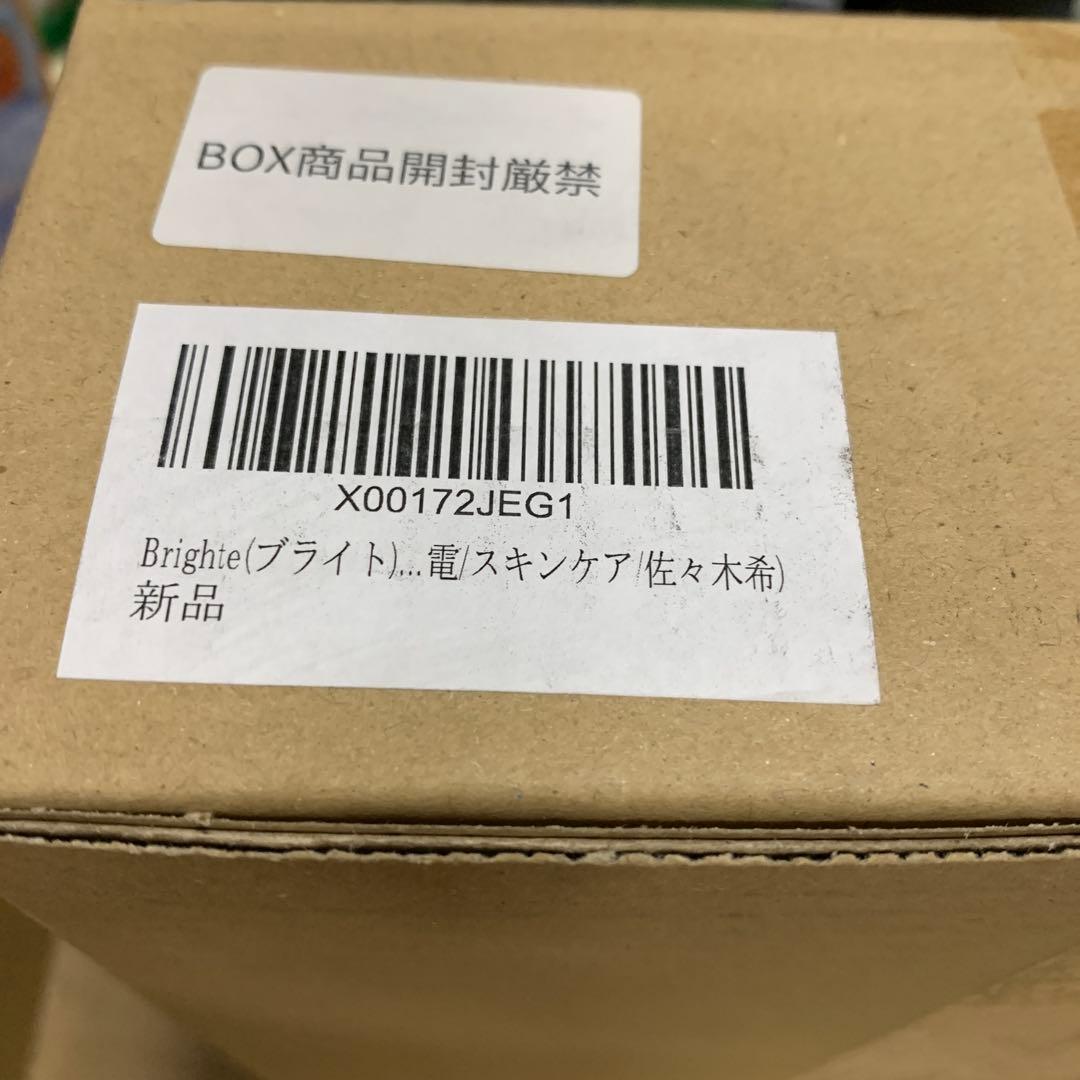 BOX商品開封厳禁
X00172JEG1
Brighte(ブライト)...電/スキンケア/佐々木希)
新品